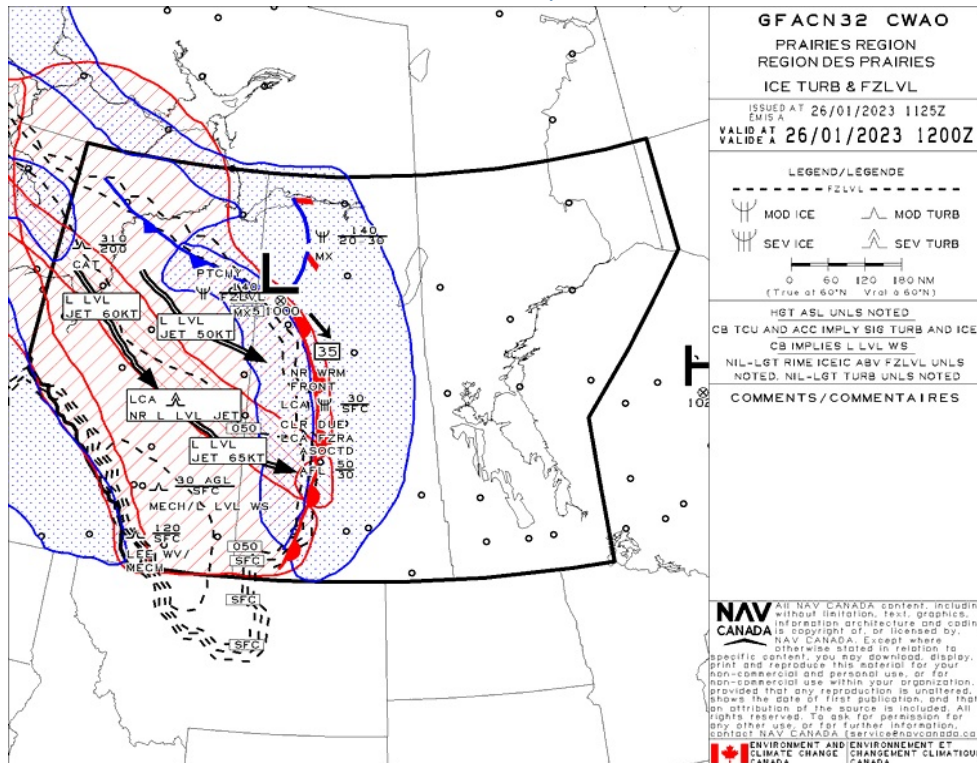 GFACN32 CWAO
PRAIRIES REGION
REGION DES PRAIRIES
ICE TURB & FZLVL
ISSUED AT
EMIS A
26/01/2023 1125Z
VALID AT
VALIDE A
26/01/2023 1200Z
LEGEND/LEGENDE
FZLVL
MOD ICE
MOD TURB
SEV ICE
SEV TURB
0 60 120 180 NM
(True at 60°N Vrai à 60°N)
HGT ASL UNLS NOTED
CB TCU AND ACC IMPLY SIG TURB AND ICE
CB IMPLIES L LVL WS
NIL-LGT RIME ICEIC ABV FZLVL UNLS
NOTED. NIL-LGT TURB UNLS NOTED
COMMENTS/COMMENTAIRES
310
200
CAT
L LVL
JET 60KT
L LVL
JET 50KT
PTCHY
140
FZLVL
MX
L
1000
140
20-30
MX
35
NR WRM
FRONT
LCA
30
SFC
CLR DUE
LCA FZRA
ASOCTD
AFL
50
30
LCA
NR L LVL JET
050
L LVL
JET 65KT
30 AGL
SFC
MECH/L LVL WS
120
SFC
LEE WV/
MECH
050
SFC
SFC
SFC
H
102
NAV
CANADA
All NAV CANADA content, including
without limitation, text, graphics,
information architecture and coding
is copyright of, or licensed by,
NAV CANADA. Except where
otherwise stated in relation to
specific content, you may download, display,
print and reproduce this material for your
non-commercial and personal use, or for
non-commercial use within your organization,
provided that any reproduction is unaltered,
shows the date of first publication, and that
an attribution of the source is included. All
rights reserved. To ask for permission for
any other use, or for further information,
contact NAV CANADA (service@navcanada.ca
ENVIRONMENT AND
CLIMATE CHANGE
CANADA
ENVIRONNEMENT ET
CHANGEMENT CLIMATIQUE
CANADA